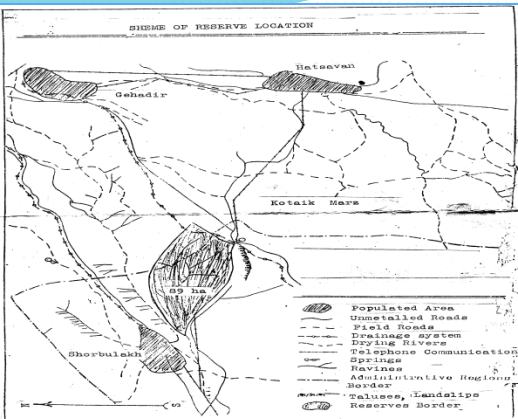 SHEME OF RESERVE LOCATION
Hatsavan
Gehadir
Kotaik Marz
89 ha
Shorbulakh
N
S
Populated Area
Unmetalled Roads
Field Roads
Drainage system
Drying Rivers
Telephone Communication
Springs
Ravines
Administrative Regions
Border
Taluses, Landslips
Reserves Border